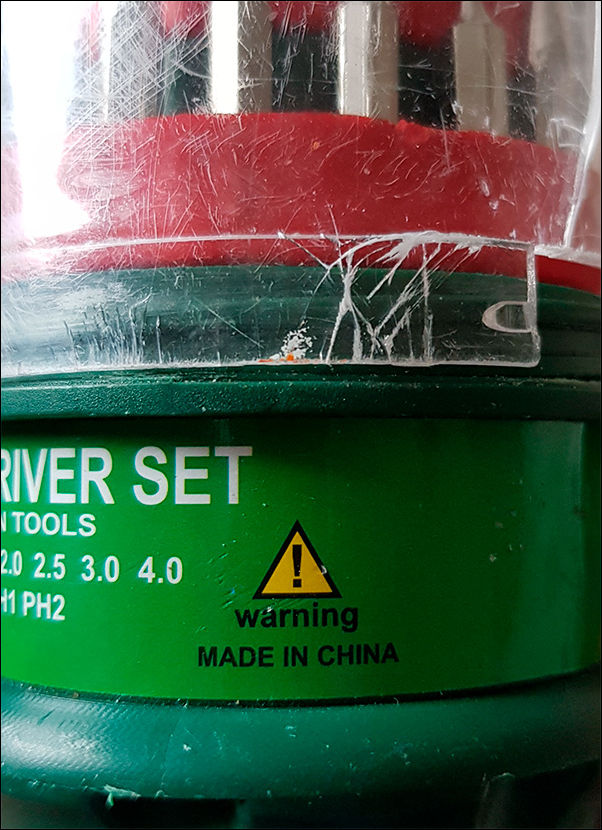 RIVER SET
N TOOLS
2.0 2.5 3.0 4.0
H1 PH2
!
warning
MADE IN CHINA